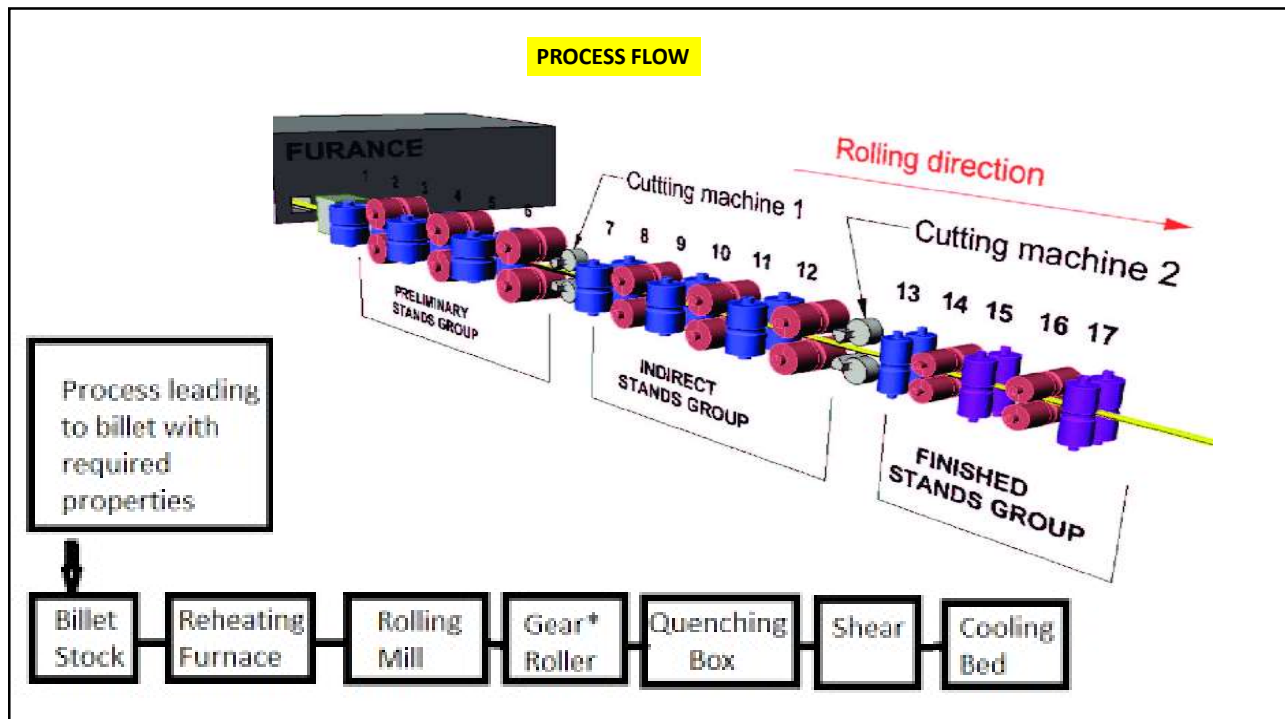 PROCESS FLOW
FURANCE
1 2 3 4 5 6
Cuttting machine 1
7 8 9 10 11 12
Rolling direction
Cutting machine 2
13 14 15 16 17
PRELIMINARY
STANDS GROUP
INDIRECT
STANDS GROUP
FINISHED
STANDS GROUP
Process leading
to billet with
required
properties
Billet
Stock
Reheating
Furnace
Rolling
Mill
Gear*
Roller
Quenching
Box
Shear
Cooling
Bed